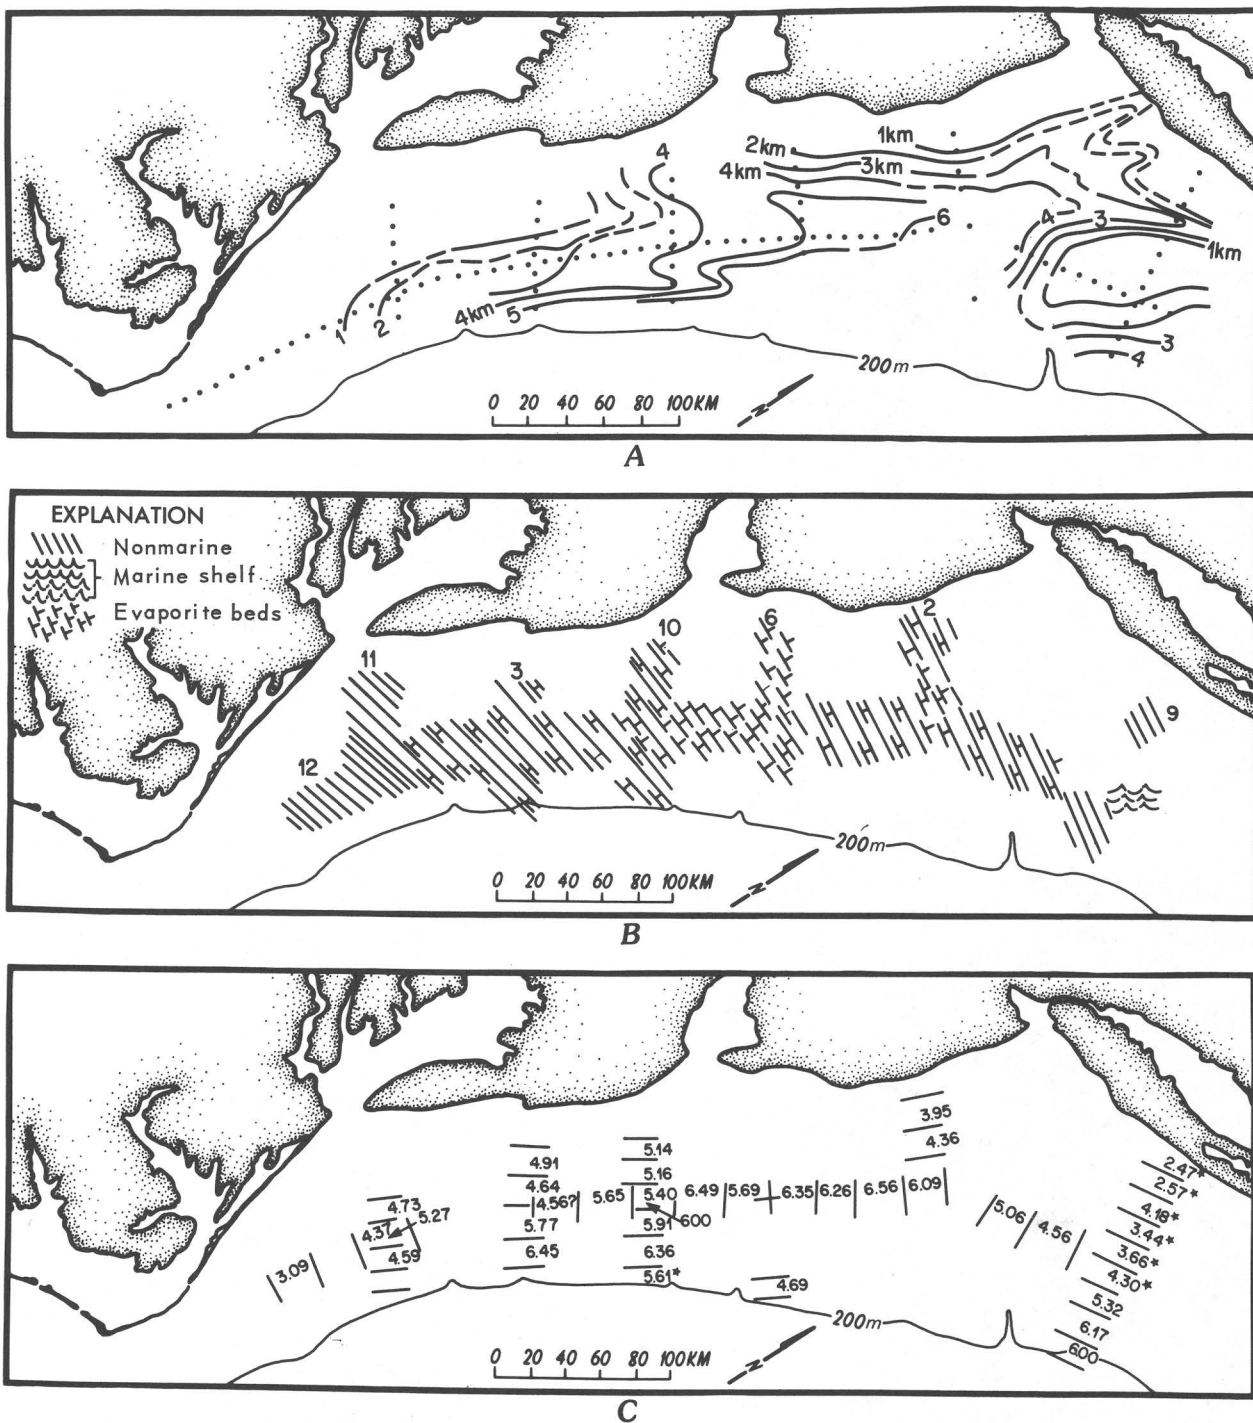 4
1km
2km
3km
4km
6
4
3
1km
1
2
4km
5
3
4
200m
0 20 40 60 80 100KM
N
A
EXPLANATION
Nonmarine
Marine shelf
Evaporite beds
2
6
10
11
3
9
12
200m
0 20 40 60 80 100KM
N
B
3.95
4.36
5.14
4.91
5.16
2.47*
4.64
2.57*
4.73
4.56?
5.65
5.40
6.49
5.69
6.35
6.26
6.56
6.09
4.18*
5.27
4.37
5.77
5.91
600
5.06
4.56
3.44*
4.59
6.45
6.36
3.66*
3.09
5.61*
4.69
4.30*
5.32
6.17
600
200m
0 20 40 60 80 100KM
N
C